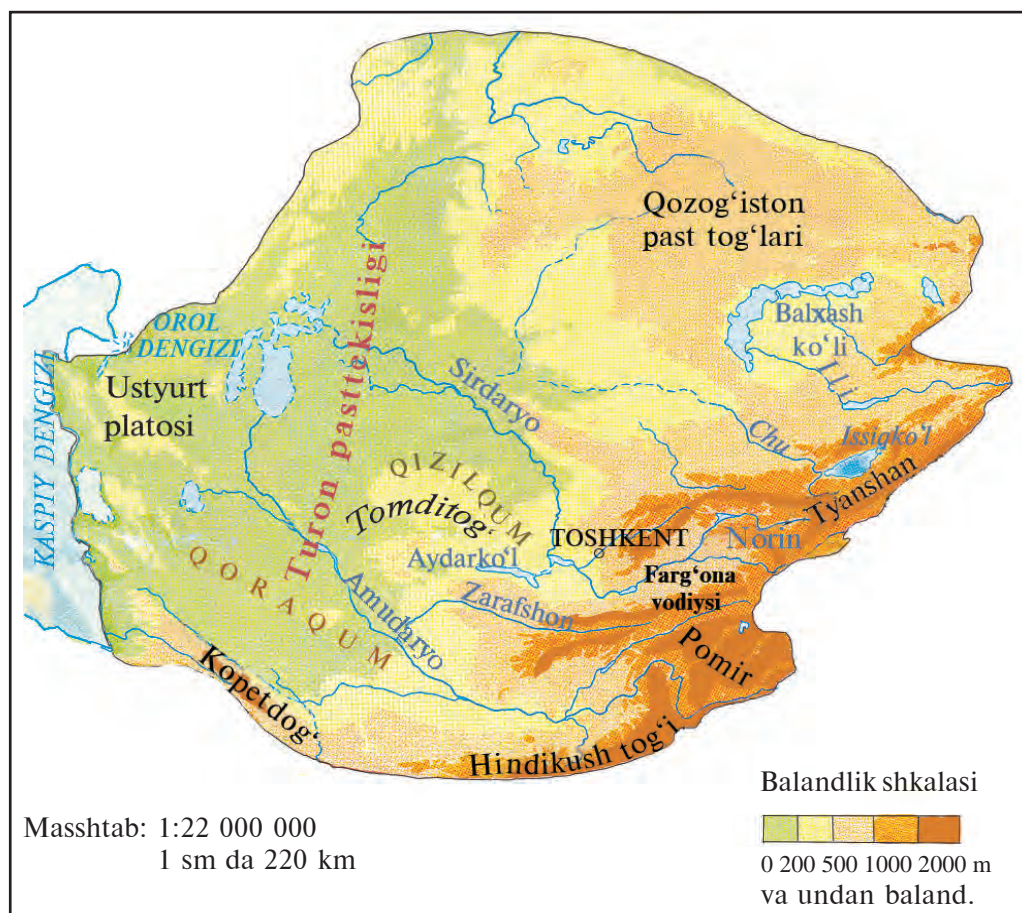 Qozog‘iston
past tog‘lari
Balxash
ko‘li
Ili
OROL
DENGIZI
KASPIY DENGIZI
Ustyurt
platosi
Turon pasttekisligi
Sirdaryo
Chu
Issiqko‘l
Tyanshan
QIZILQUM
Tomditog‘
TOSHKENT
Norin
Aydarko‘l
Farg‘ona
vodiysi
QORAQUM
Amudaryo
Zarafshon
Pomir
Kopetdog‘
Hindikush tog‘i
Balandlik shkalasi
0 200 500 1000 2000 m
va undan baland.
Masshtab: 1:22 000 000
1 sm da 220 km